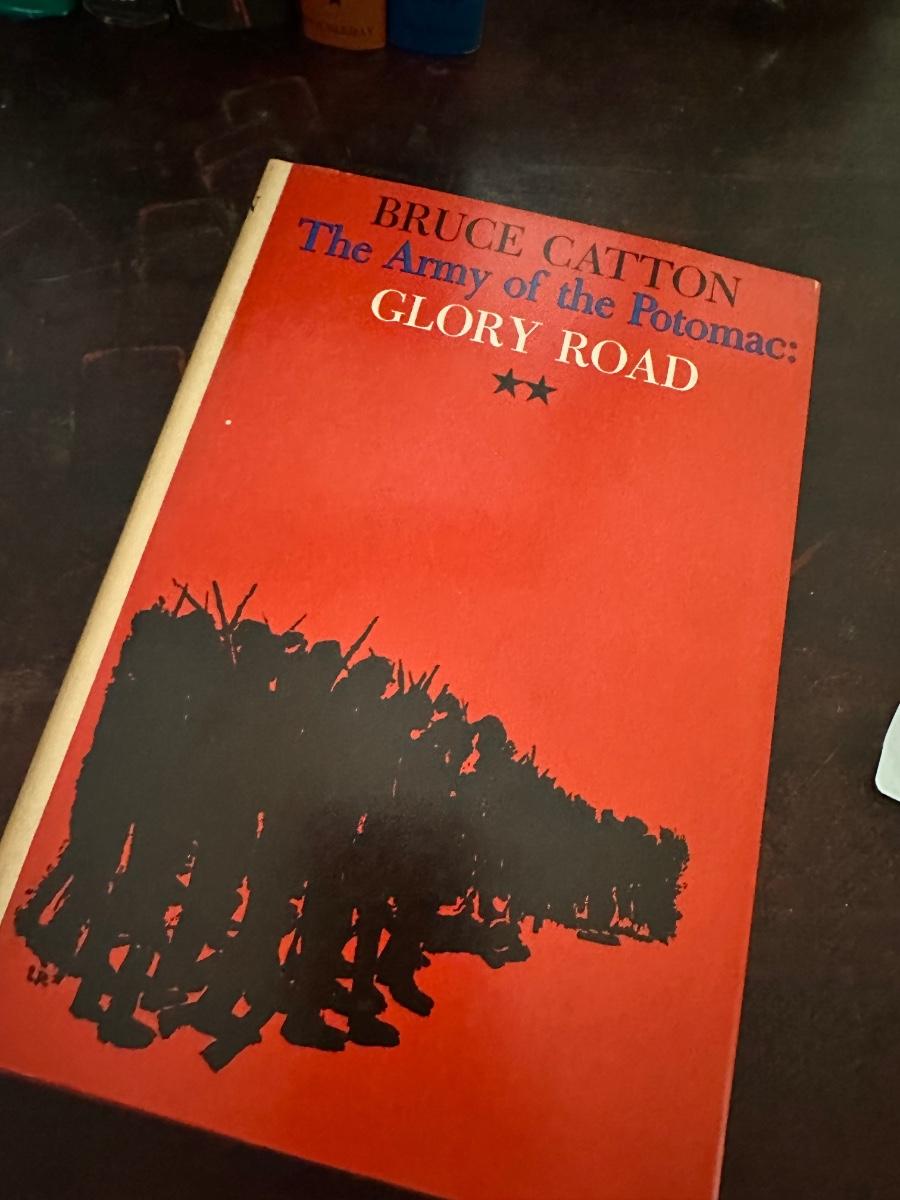 BRUCE CATTON
The Army of the Potomac:
GLORY ROAD